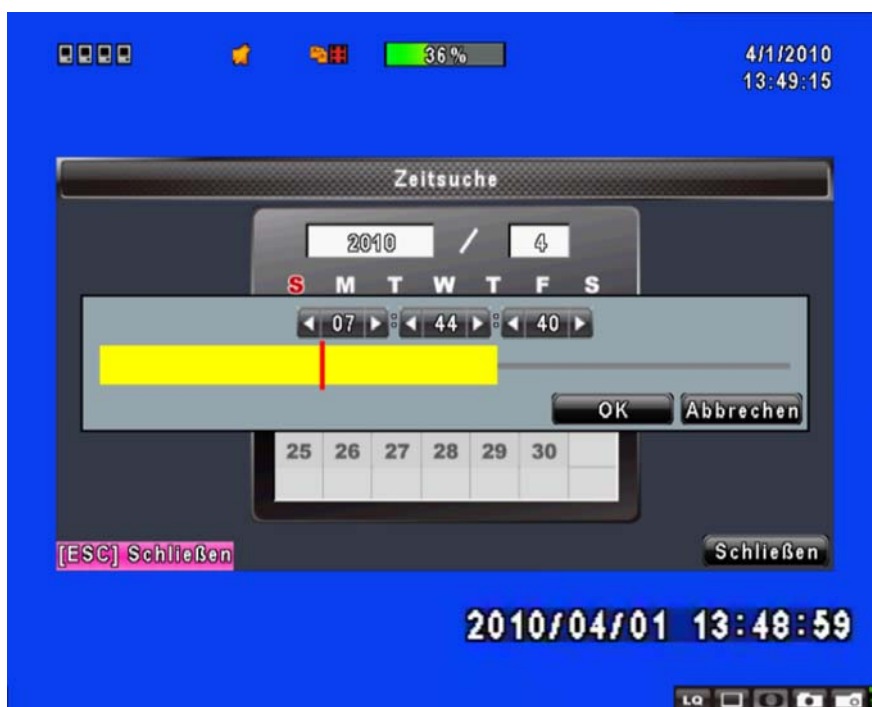 36%
4/1/2010
13:49:15
Zeitsuche
2010 / 4
S M T W T F S
07 : 44 : 40
OK Abbrechen
25 26 27 28 29 30
[ESC] Schließen
Schließen
2010/04/01 13:48:59
LQ